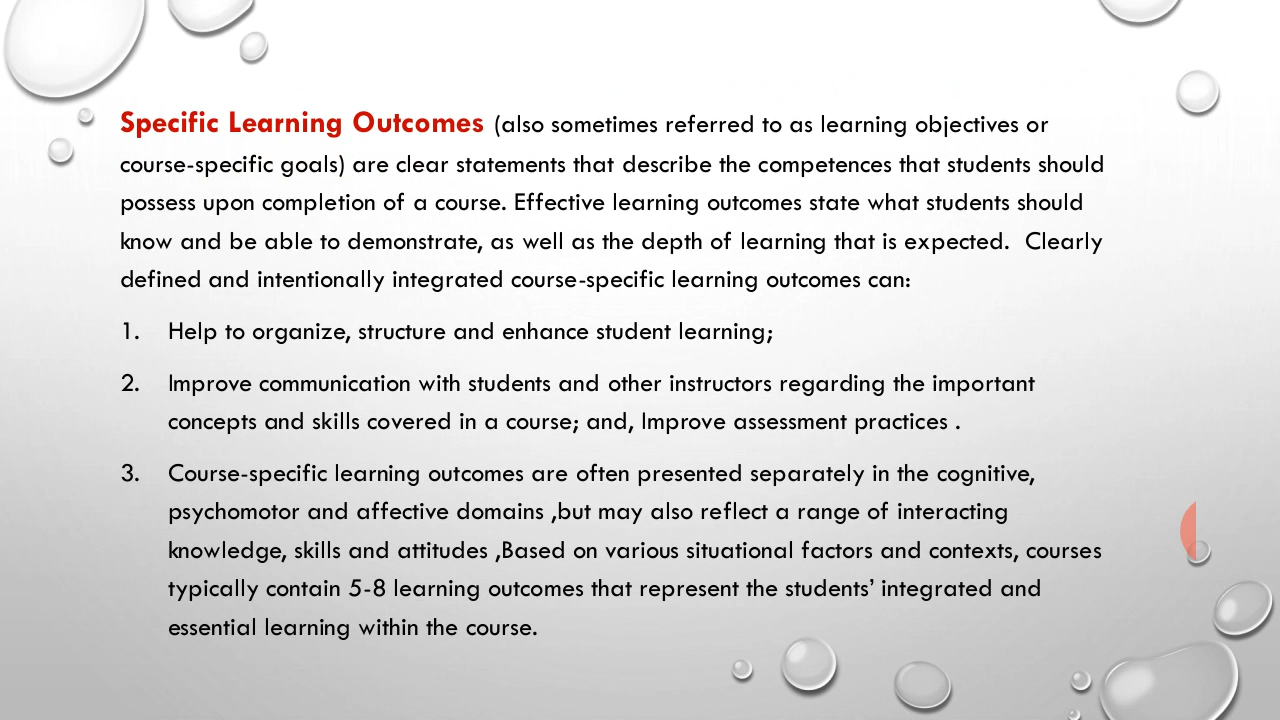 Specific Learning Outcomes (also sometimes referred to as learning objectives or
course-specific goals) are clear statements that describe the competences that students should
possess upon completion of a course. Effective learning outcomes state what students should
know and be able to demonstrate, as well as the depth of learning that is expected.  Clearly
defined and intentionally integrated course-specific learning outcomes can:
1. Help to organize, structure and enhance student learning;
2. Improve communication with students and other instructors regarding the important
concepts and skills covered in a course; and, Improve assessment practices .
3. Course-specific learning outcomes are often presented separately in the cognitive,
psychomotor and affective domains ,but may also reflect a range of interacting
knowledge, skills and attitudes ,Based on various situational factors and contexts, courses
typically contain 5-8 learning outcomes that represent the students’ integrated and
essential learning within the course.